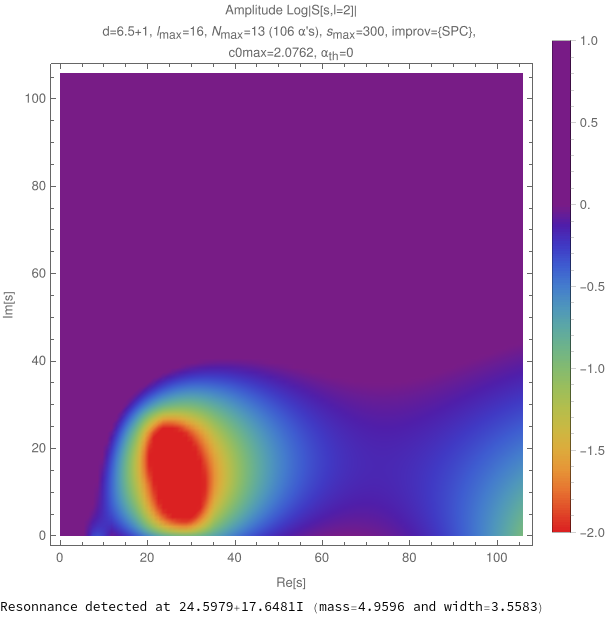 Amplitude Log|S[s,l=2]|
d=6.5+1, lmax=16, Nmax=13 (106 α's), smax=300, improv={SPC},
c0max=2.0762, αth=0
1.0
0.5
0.
−0.5
−1.0
−1.5
−2.0
100
80
60
40
20
0
Im[s]
0 20 40 60 80 100
Re[s]
Resonnance detected at 24.5979+17.6481I (mass=4.9596 and width=3.5583)